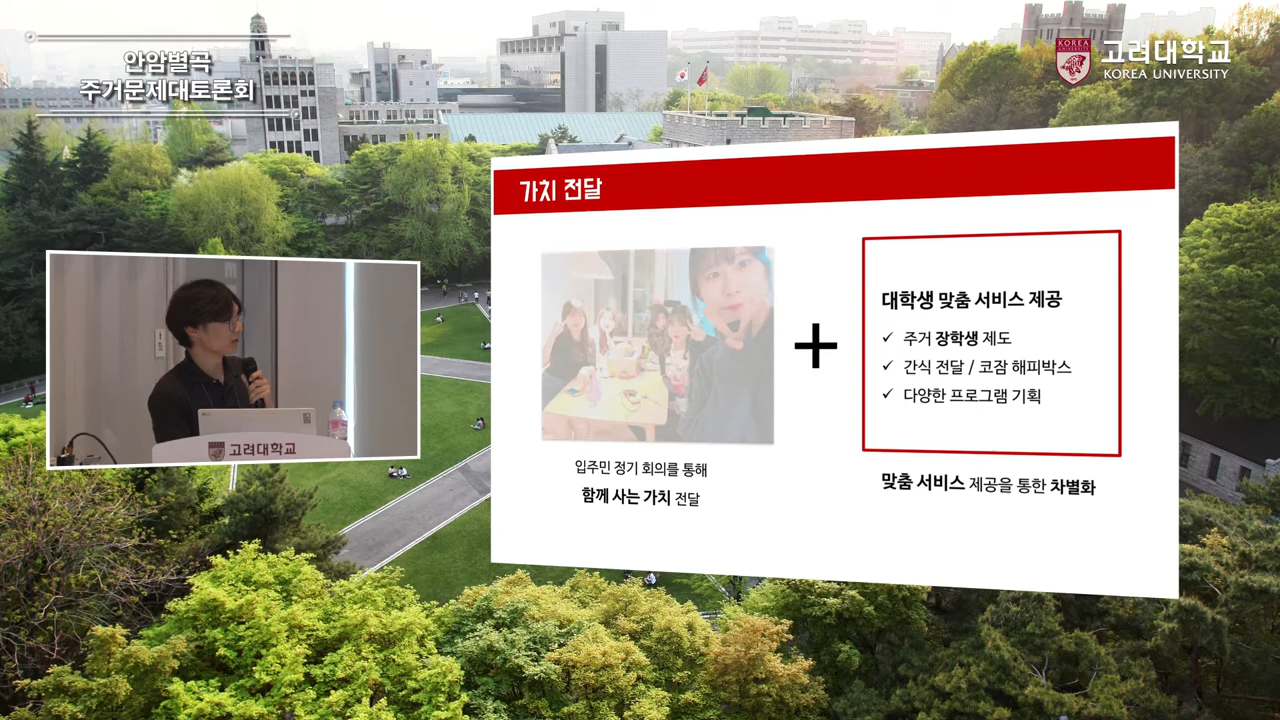 안암별곡
주거문제대토론회
KOREA
UNIVERSITY
고려대학교
KOREA UNIVERSITY
가치 전달
대학생 맞춤 서비스 제공
✓ 주거 장학생 제도
✓ 간식 전달 / 코잠 해피박스
✓ 다양한 프로그램 기획
+
입주민 정기 회의를 통해
함께 사는 가치 전달
맞춤 서비스 제공을 통한 차별화
고려대학교